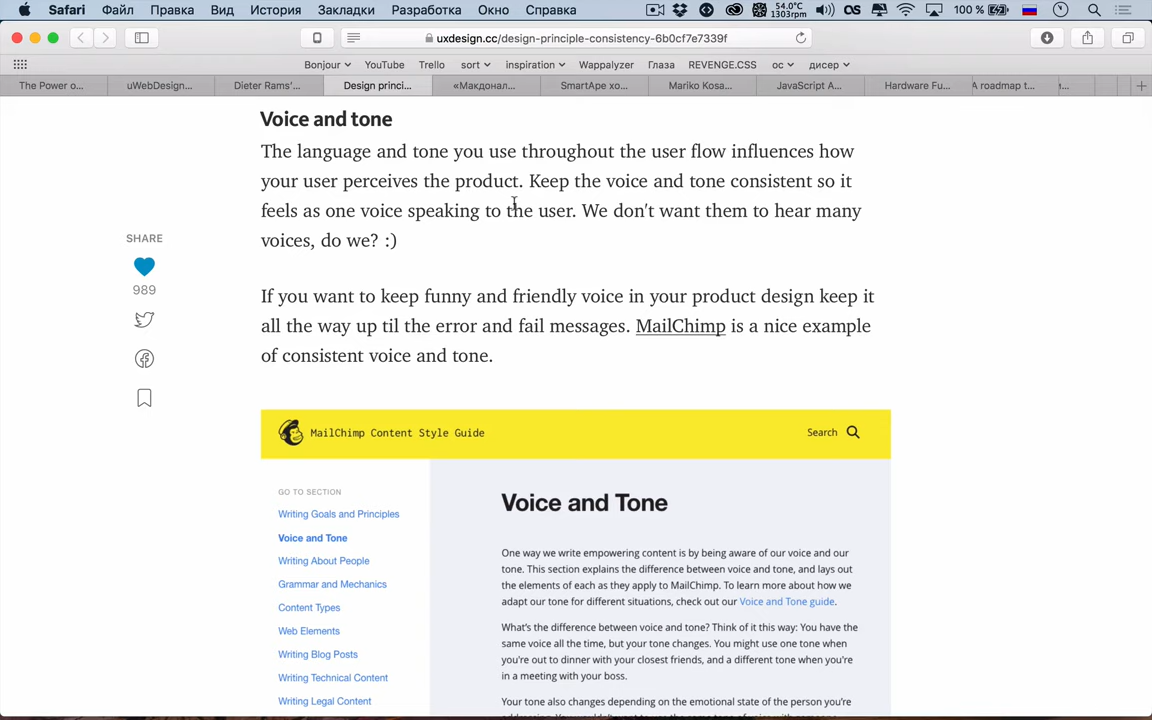 Safari Файл Правка Вид История Закладки Разработка Окно Справка 54.0°C 1303rpm 100 %
uxdesign.cc/design-principle-consistency-6b0cf7e7339f
Bonjour YouTube Trello sort inspiration Wappalyzer Глаза REVENGE.CSS ос дисер
The Power o... uWebDesign... Dieter Rams'... Design princi... «Макдонал... SmartApe хо... Mariko Kosa... JavaScript A... Hardware Fu... A roadmap t...
Voice and tone
The language and tone you use throughout the user flow influences how
your user perceives the product. Keep the voice and tone consistent so it
feels as one voice speaking to the user. We don't want them to hear many
voices, do we? :)
SHARE
989
If you want to keep funny and friendly voice in your product design keep it
all the way up til the error and fail messages. MailChimp is a nice example
of consistent voice and tone.
MailChimp Content Style Guide Search
GO TO SECTION
Writing Goals and Principles
Voice and Tone
Writing About People
Grammar and Mechanics
Content Types
Web Elements
Writing Blog Posts
Writing Technical Content
Writing Legal Content
Voice and Tone
One way we write empowering content is by being aware of our voice and our
tone. This section explains the difference between voice and tone, and lays out
the elements of each as they apply to MailChimp. To learn more about how we
adapt our tone for different situations, check out our Voice and Tone guide.
What's the difference between voice and tone? Think of it this way: You have the
same voice all the time, but your tone changes. You might use one tone when
you're out to dinner with your closest friends, and a different tone when you're
in a meeting with your boss.
Your tone also changes depending on the emotional state of the person you're